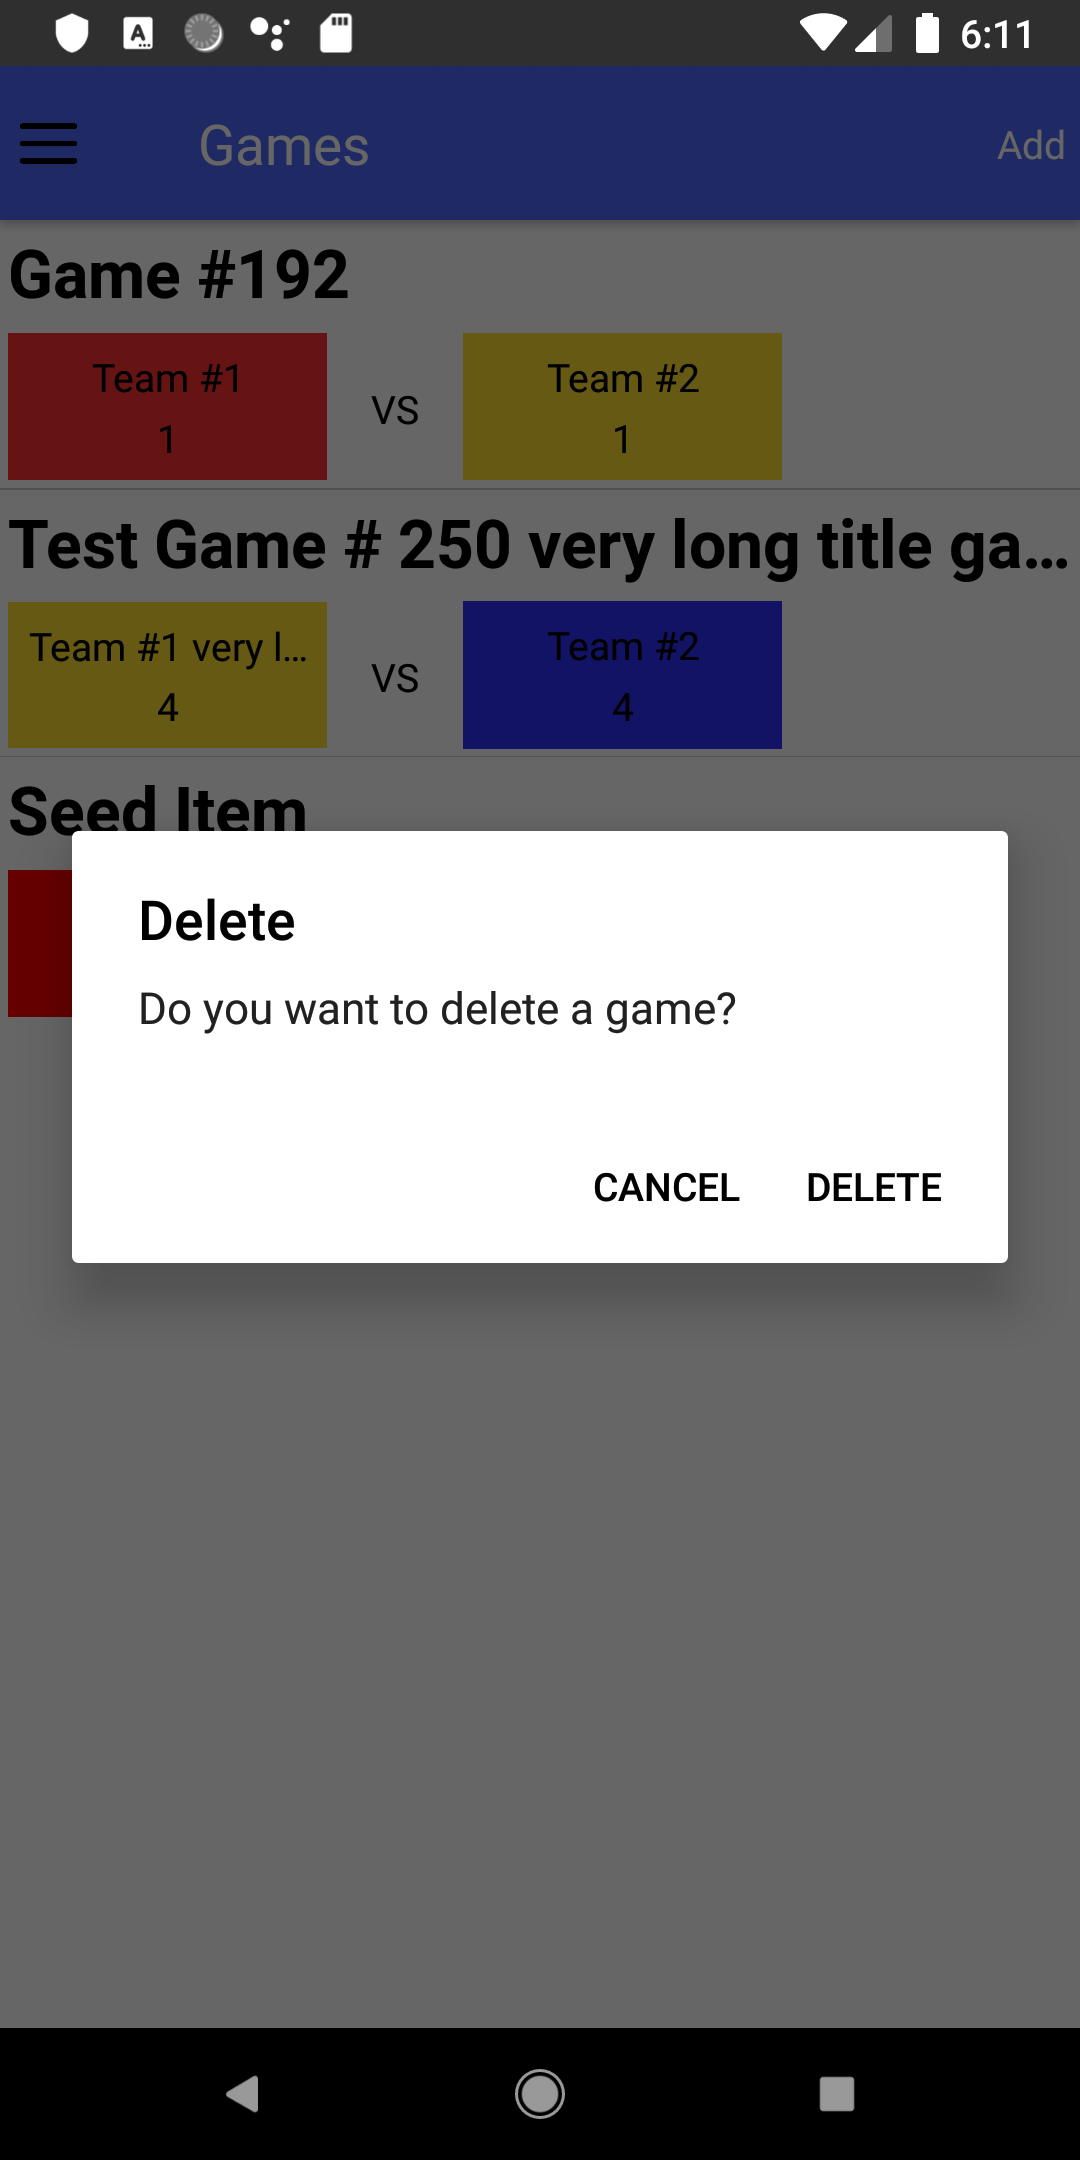 6:11
Games
Add
Game #192
Team #1
1
VS
Team #2
1
Test Game # 250 very long title ga...
Team #1 very l...
4
VS
Team #2
4
Seed Item
Delete
Do you want to delete a game?
CANCEL
DELETE